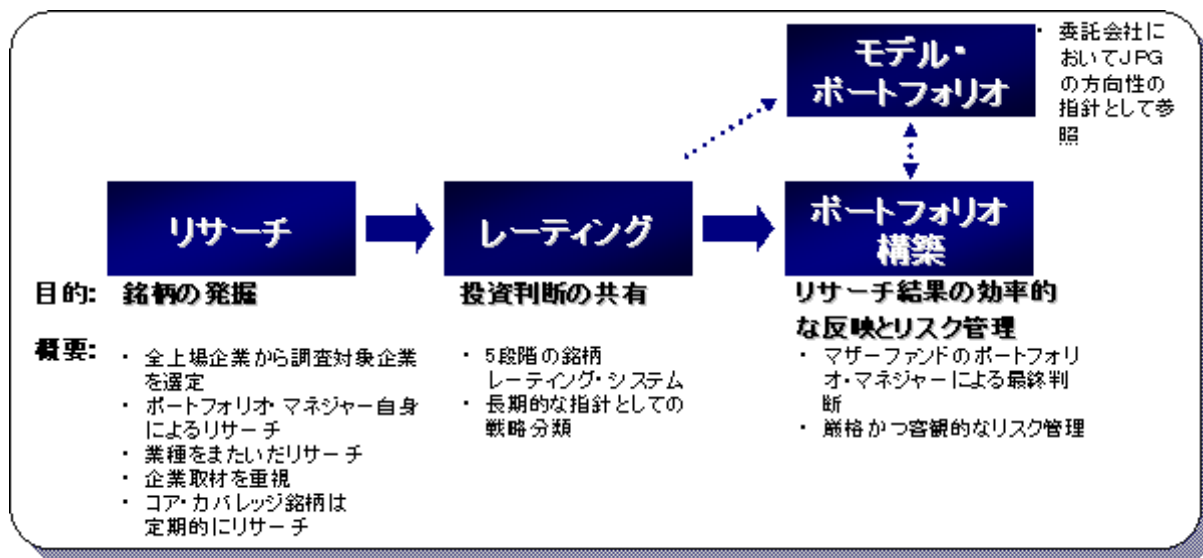 モデル・
ポートフォリオ
・ 委託会社に
おいてJPG
の方向性の
指針として参
照
リサーチ
レーティング
ポートフォリオ
構築
目的:
銘柄の発掘
投資判断の共有
リサーチ結果の効率的
な反映とリスク管理
概要:
・ 全上場企業から調査対象企業
を選定
・ ポートフォリオ・マネジャー自身
によるリサーチ
・ 業種をまたいだリサーチ
・ 企業取材を重視
・ コア・カバレッジ銘柄は
定期的にリサーチ
・ 5段階の銘柄
レーティング・システム
・ 長期的な指針としての
戦略分類
・ マザーファンドのポートフォリ
オ・マネジャーによる最終判
断
・ 厳格かつ客観的なリスク管理